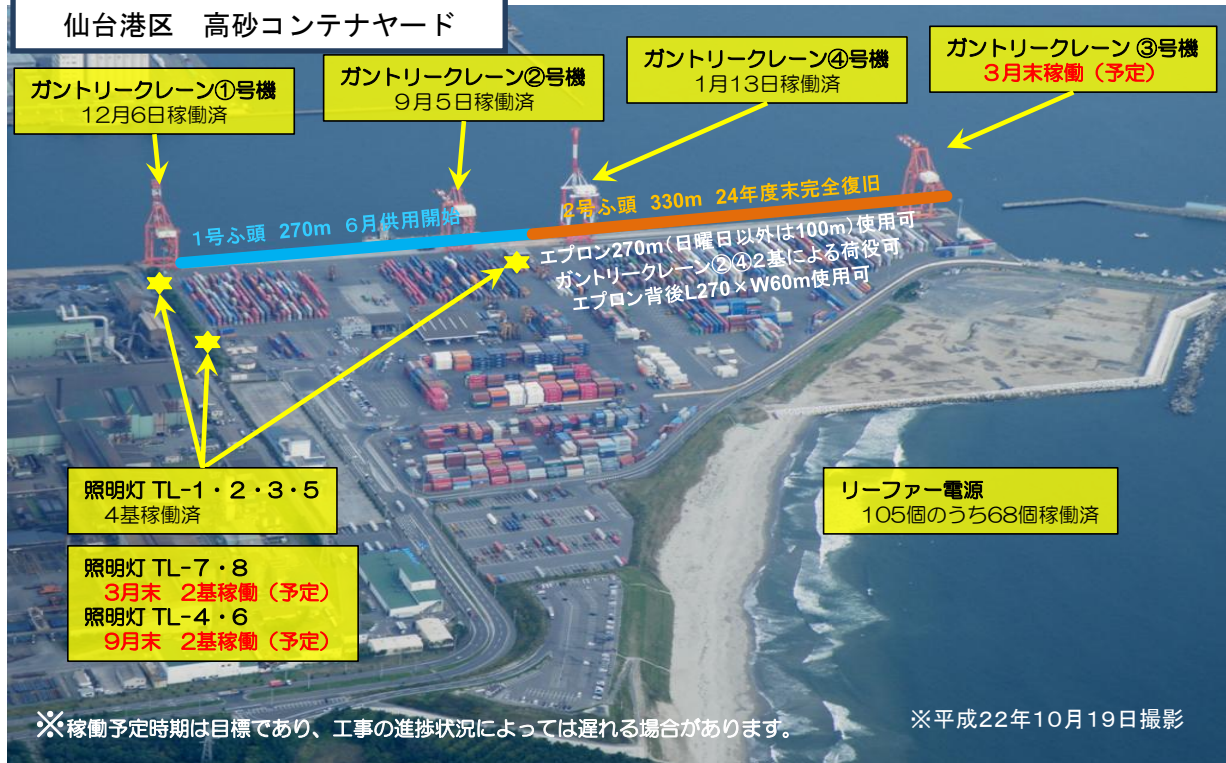 仙台港区　高砂コンテナヤード
ガントリークレーン①号機
12月6日稼働済
ガントリークレーン②号機
9月5日稼働済
ガントリークレーン④号機
1月13日稼働済
ガントリークレーン ③号機
3月末稼働（予定）
1号ふ頭 270m 6月供用開始
2号ふ頭 330m 24年度末完全復旧
エプロン270m（日曜日以外は100m）使用可
ガントリークレーン②④2基による荷役可
エプロン背後L270×W60m使用可
照明灯 TL-1・2・3・5
4基稼働済
リーファー電源
105個のうち68個稼働済
照明灯 TL-7・8
3月末　2基稼働（予定）
照明灯 TL-4・6
9月末　2基稼働（予定）
※稼働予定時期は目標であり、工事の進捗状況によっては遅れる場合があります。
※平成22年10月19日撮影